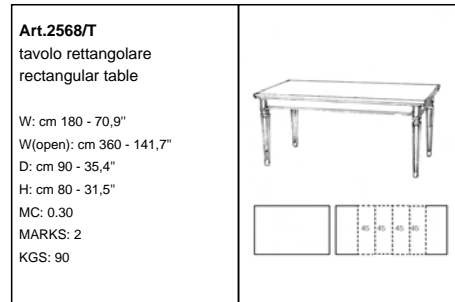 Art.2568/T
tavolo rettangolare
rectangular table
W: cm 180 - 70,9"
W(open): cm 360 - 141,7"
D: cm 90 - 35,4"
H: cm 80 - 31,5"
MC: 0.30
MARKS: 2
KGS: 90
45 45 45 45